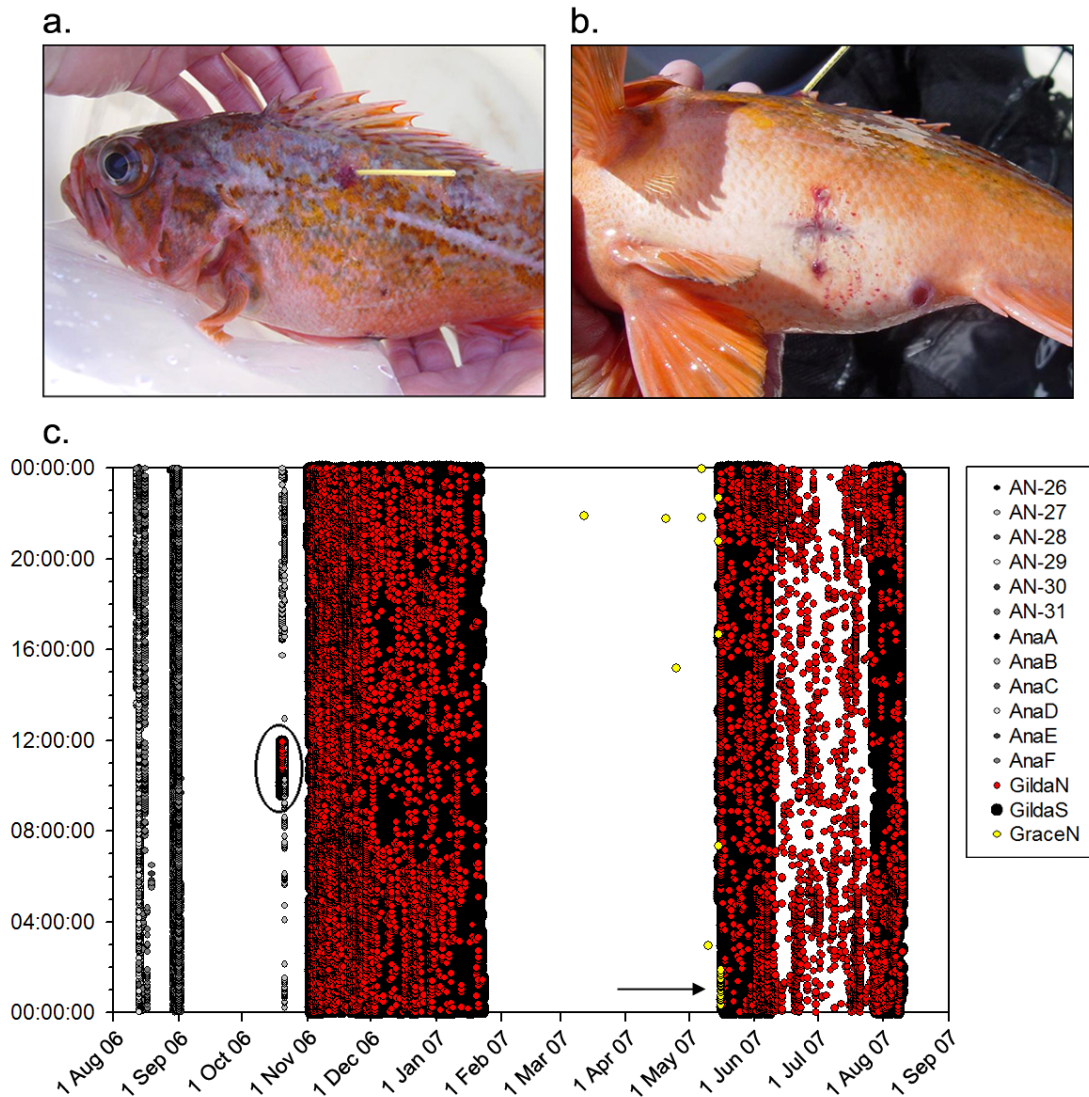 a.
b.
c.
00:00:00
20:00:00
16:00:00
12:00:00
08:00:00
04:00:00
00:00:00
1 Aug 06
1 Sep 06
1 Oct 06
1 Nov 06
1 Dec 06
1 Jan 07
1 Feb 07
1 Mar 07
1 Apr 07
1 May 07
1 Jun 07
1 Jul 07
1 Aug 07
1 Sep 07
AN-26
AN-27
AN-28
AN-29
AN-30
AN-31
AnaA
AnaB
AnaC
AnaD
AnaE
AnaF
GildaN
GildaS
GraceN